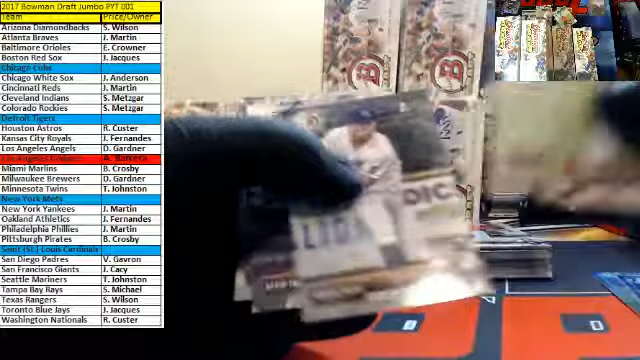 2017 Bowman Draft Jumbo PYT 001
Team Price/Owner
Arizona Diamondbacks S. Wilson
Atlanta Braves J. Martin
Baltimore Orioles E. Crowner
Boston Red Sox J. Jacques
Chicago Cubs
Chicago White Sox J. Anderson
Cincinnati Reds J. Martin
Cleveland Indians S. Metzgar
Colorado Rockies S. Metzgar
Detroit Tigers
Houston Astros R. Custer
Kansas City Royals J. Fernandes
Los Angeles Angels D. Gardner
Los Angeles Dodgers A. Barrera
Miami Marlins B. Crosby
Milwaukee Brewers D. Gardner
Minnesota Twins T. Johnston
New York Mets
New York Yankees J. Martin
Oakland Athletics J. Fernandes
Philadelphia Phillies J. Martin
Pittsburgh Pirates B. Crosby
Saint (St.) Louis Cardinals
San Diego Padres V. Gavron
San Francisco Giants J. Cacy
Seattle Mariners T. Johnston
Tampa Bay Rays S. Michael
Texas Rangers S. Wilson
Toronto Blue Jays J. Jacques
Washington Nationals R. Custer